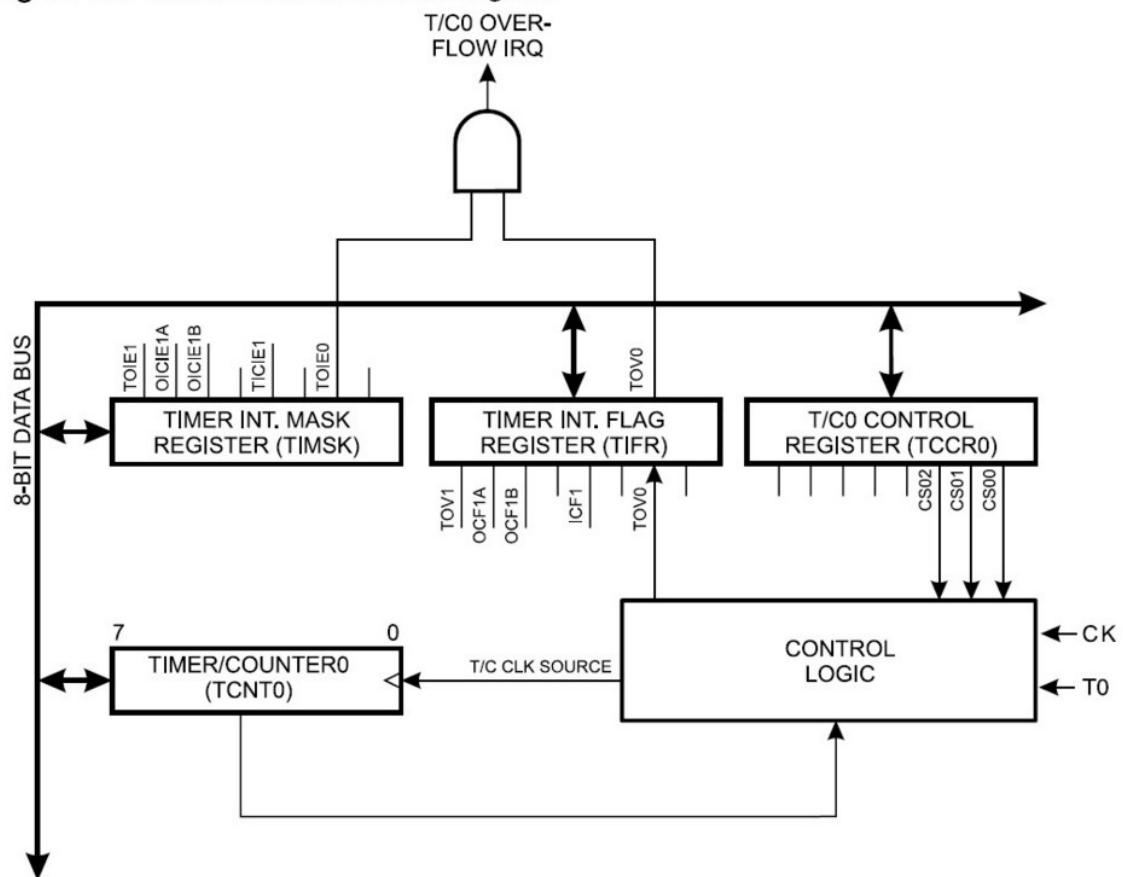 T/C0 OVER-
FLOW IRQ
8-BIT DATA BUS
TOIE1
OICIE1A
OICIE1B
TICIE1
TOIE0
TOV0
TIMER INT. MASK
REGISTER (TIMSK)
TIMER INT. FLAG
REGISTER (TIFR)
T/C0 CONTROL
REGISTER (TCCR0)
TOV1
OCF1A
OCF1B
ICF1
TOV0
CS02
CS01
CS00
7
0
TIMER/COUNTER0
(TCNT0)
T/C CLK SOURCE
CONTROL
LOGIC
CK
T0